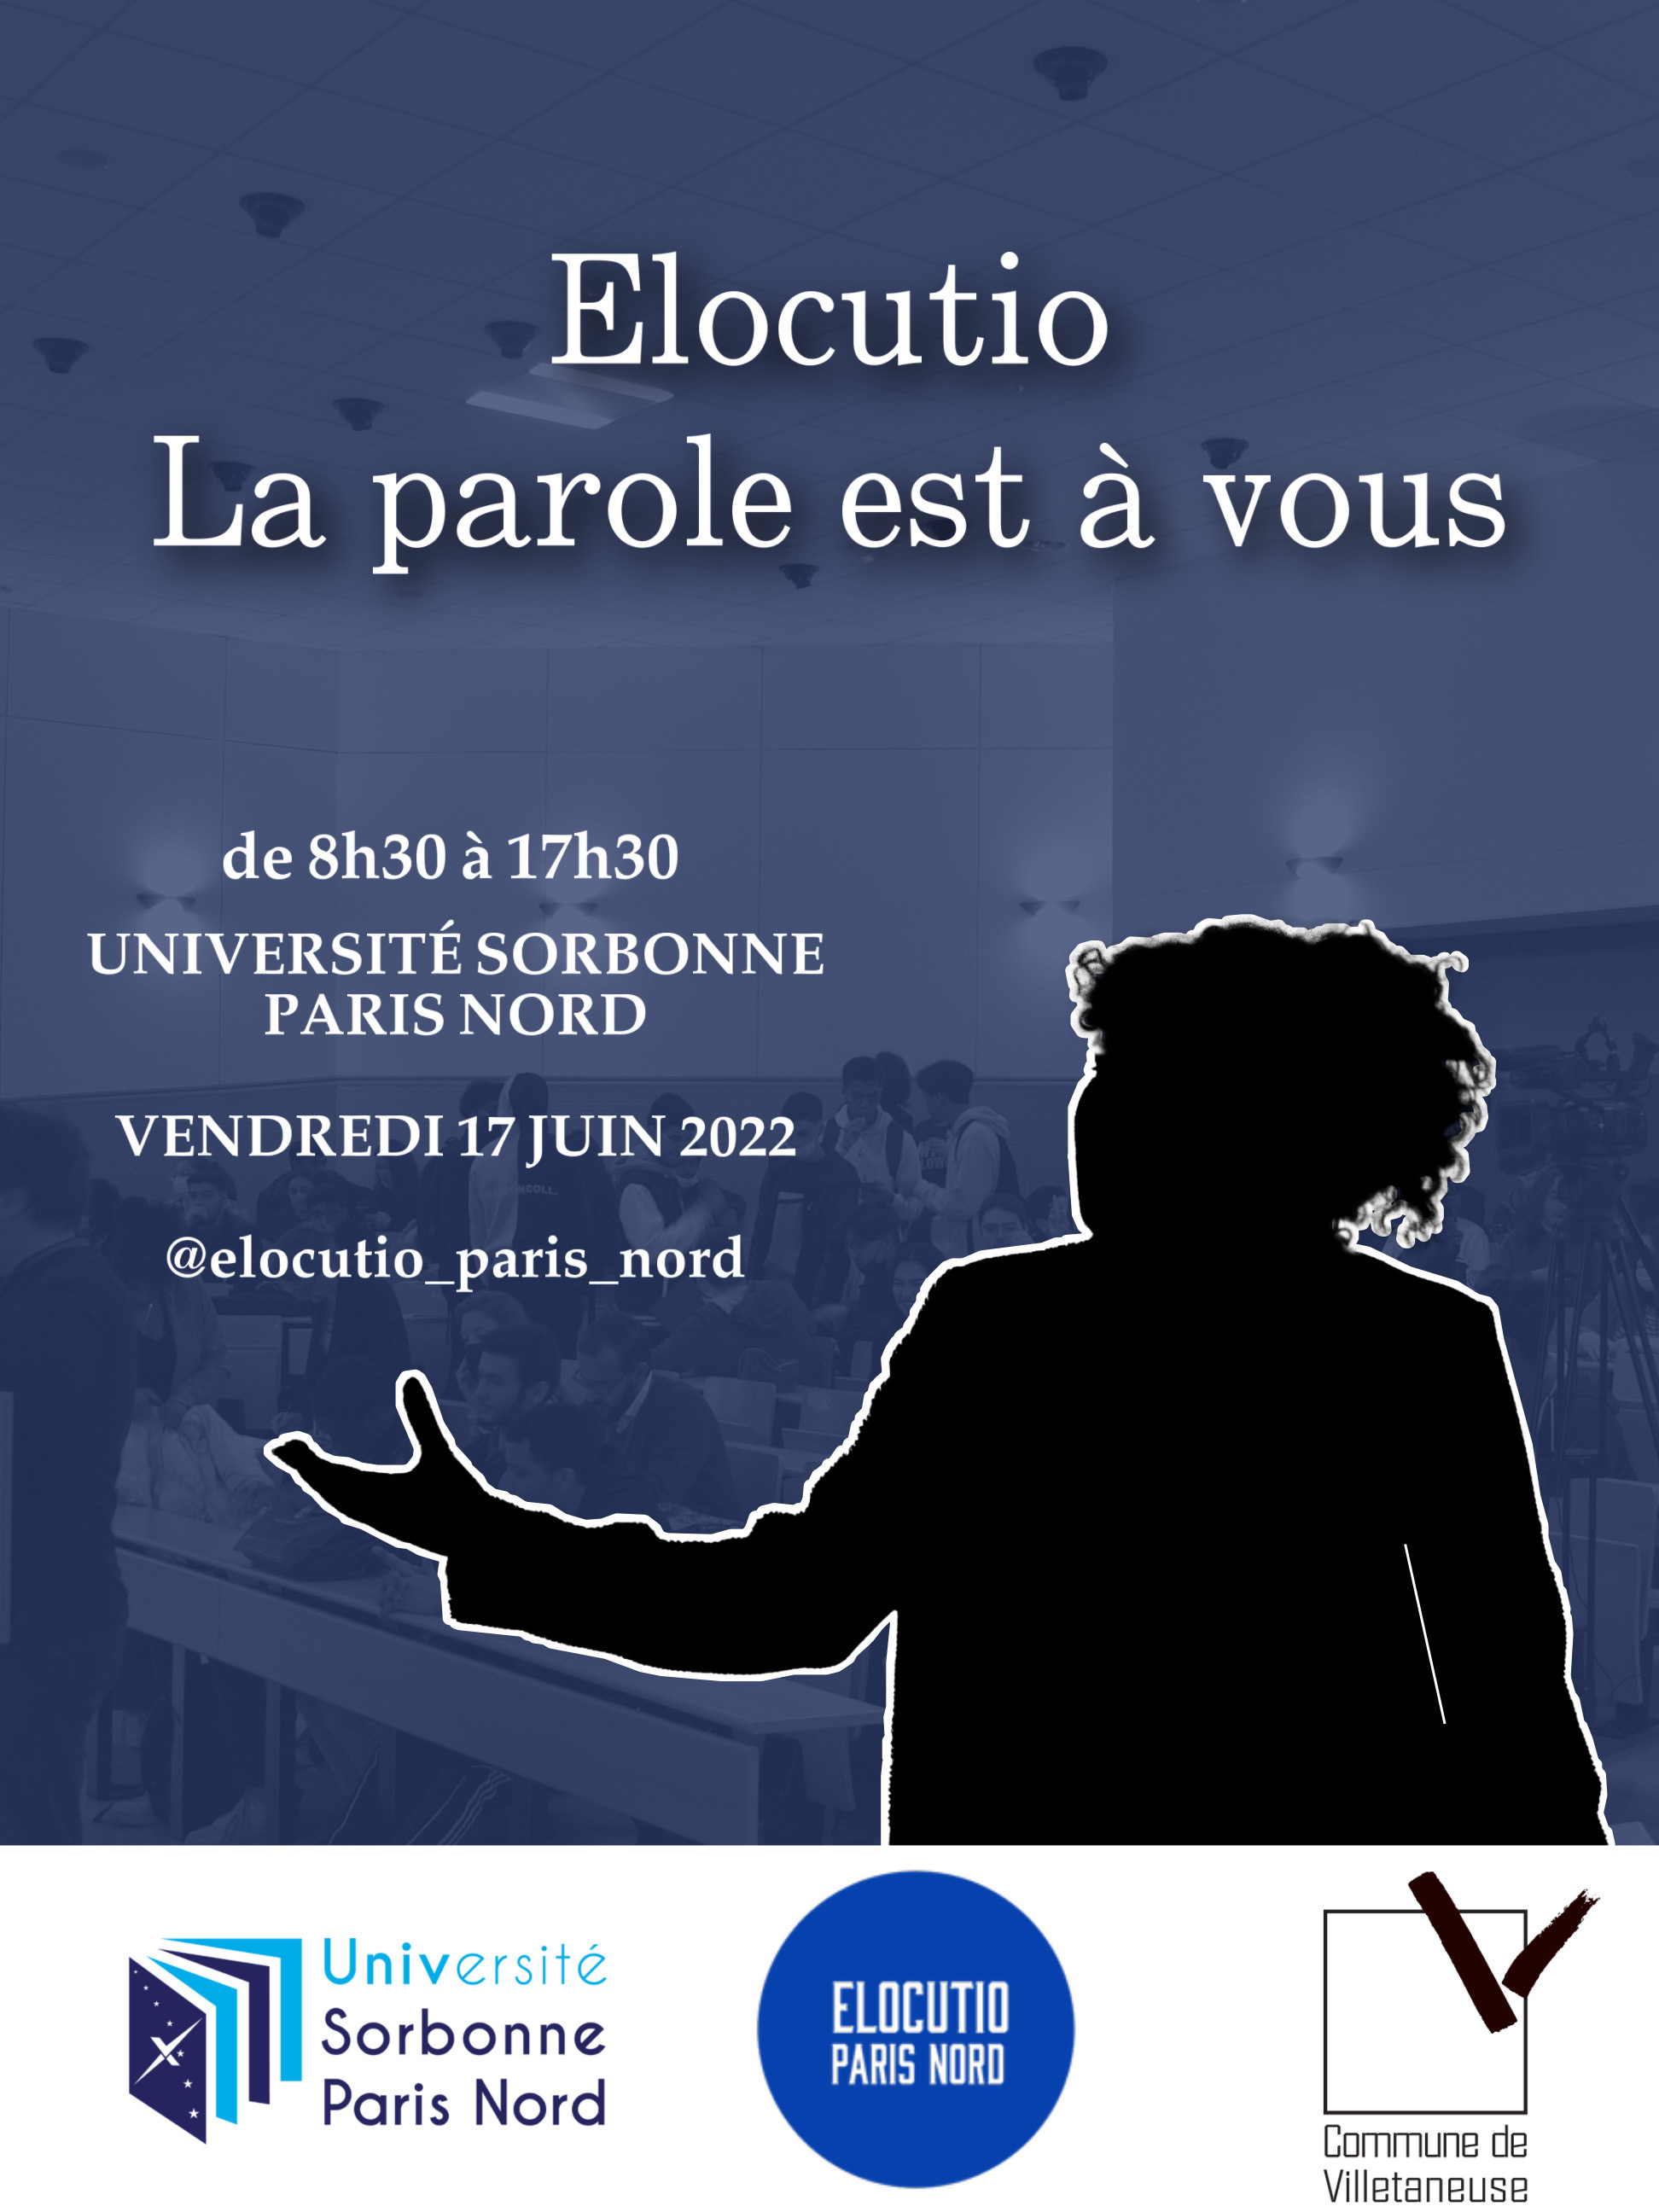 Elocutio
La parole est à vous
de 8h30 à 17h30
UNIVERSITÉ SORBONNE
PARIS NORD
VENDREDI 17 JUIN 2022
@elocutio_paris_nord
Université
Sorbonne
Paris Nord
ELOCUTIO
PARIS NORD
Commune de
Villetaneuse